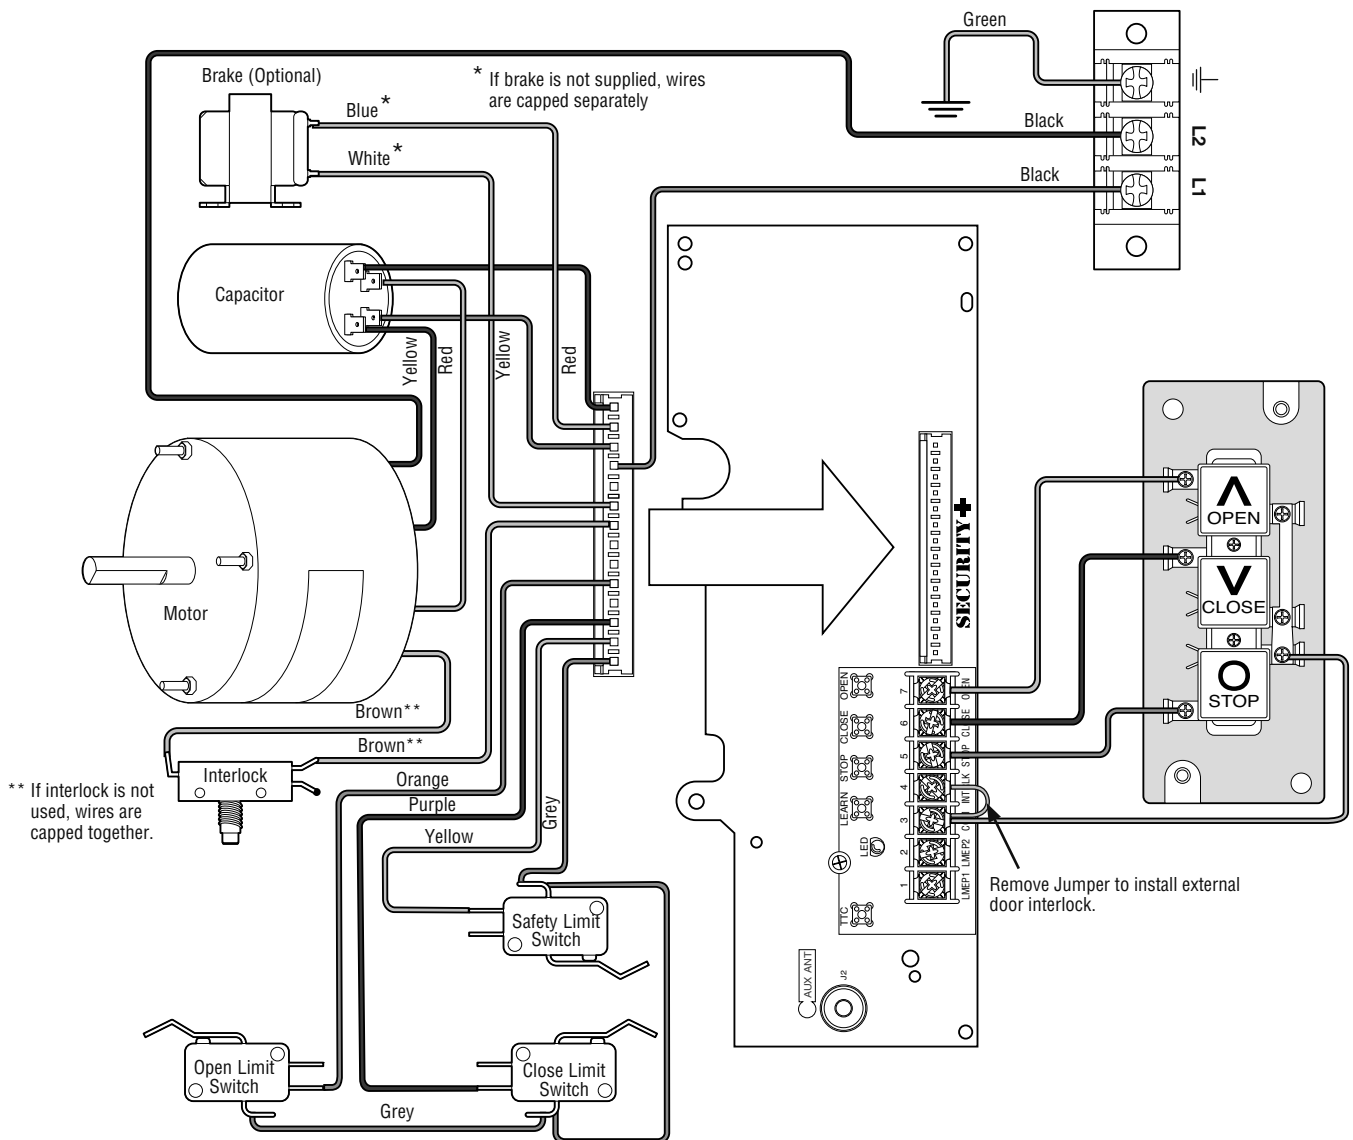 Green
Brake (Optional)
* If brake is not supplied, wires
are capped separately
Blue*
Black
L2
White*
Black
L1
Capacitor
Yellow
Red
Yellow
Red
Motor
SECURITY+
OPEN
CLOSE
STOP
OPEN
CLOSE
STOP
LEARN
LED
TTC
7
6
5
4
3
2
1
OPEN
CLOSE
LMEP2
LMEP1
Brown**
Brown**
Interlock
** If interlock is not
used, wires are
capped together.
Orange
Purple
Yellow
Grey
Remove Jumper to install external
door interlock.
Safety Limit
Switch
AUX ANT
J2
Open Limit
Switch
Close Limit
Switch
Grey